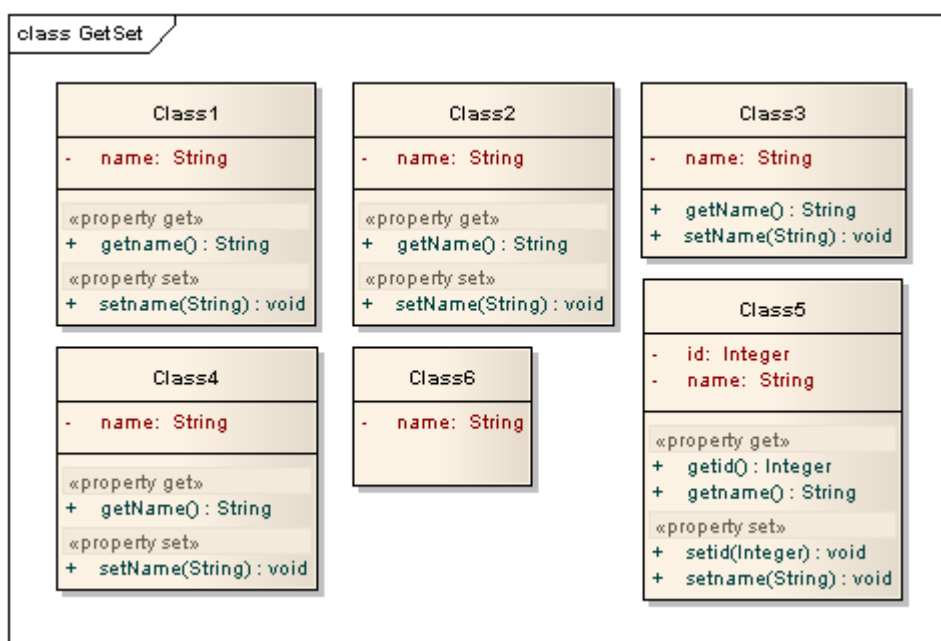 class GetSet
Class1
- name: String
«property get»
+ getname() : String
«property set»
+ setname(String) : void
Class2
- name: String
«property get»
+ getName() : String
«property set»
+ setName(String) : void
Class3
- name: String
+ getName() : String
+ setName(String) : void
Class4
- name: String
«property get»
+ getName() : String
«property set»
+ setName(String) : void
Class6
- name: String
Class5
- id: Integer
- name: String
«property get»
+ getid() : Integer
+ getname() : String
«property set»
+ setid(Integer) : void
+ setname(String) : void